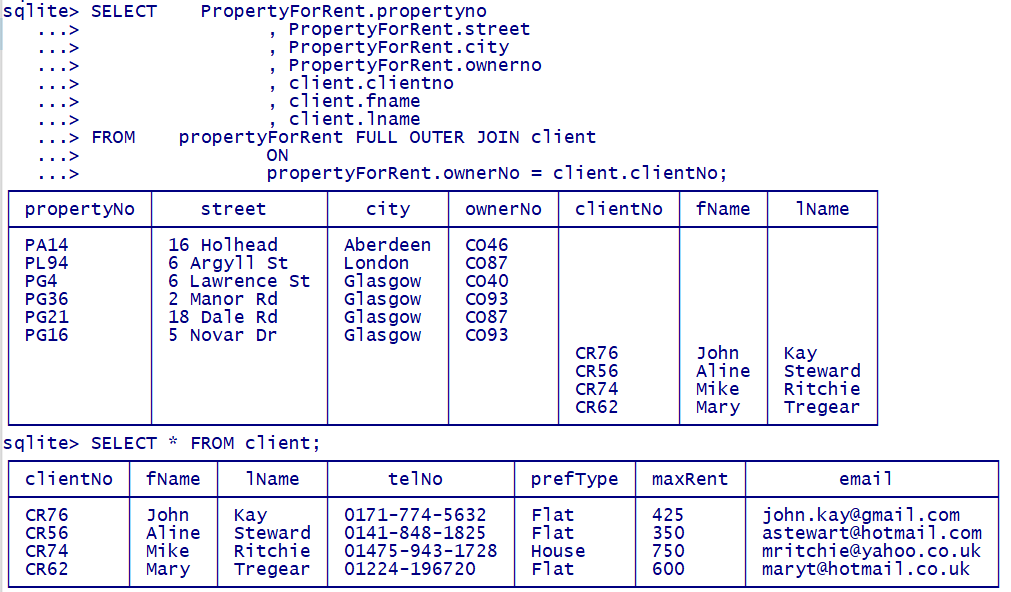 sqlite> SELECT    PropertyForRent.propertyno
   ...>                 , PropertyForRent.street
   ...>                 , PropertyForRent.city
   ...>                 , PropertyForRent.ownerno
   ...>                 , client.clientno
   ...>                 , client.fname
   ...>                 , client.lname
   ...> FROM    propertyForRent FULL OUTER JOIN client
   ...>                 ON
   ...>                 propertyForRent.ownerNo = client.clientNo;
propertyNo street city ownerNo clientNo fName lName
PA14 16 Holhead Aberdeen CO46
PL94 6 Argyll St London CO87
PG4 6 Lawrence St Glasgow CO40
PG36 2 Manor Rd Glasgow CO93
PG21 18 Dale Rd Glasgow CO87
PG16 5 Novar Dr Glasgow CO93
CR76 John Kay
CR56 Aline Steward
CR74 Mike Ritchie
CR62 Mary Tregear
sqlite> SELECT * FROM client;
clientNo fName lName telNo prefType maxRent email
CR76 John Kay 0171-774-5632 Flat 425 john.kay@gmail.com
CR56 Aline Steward 0141-848-1825 Flat 350 astewart@hotmail.com
CR74 Mike Ritchie 01475-943-1728 House 750 mritchie@yahoo.co.uk
CR62 Mary Tregear 01224-196720 Flat 600 maryt@hotmail.co.uk